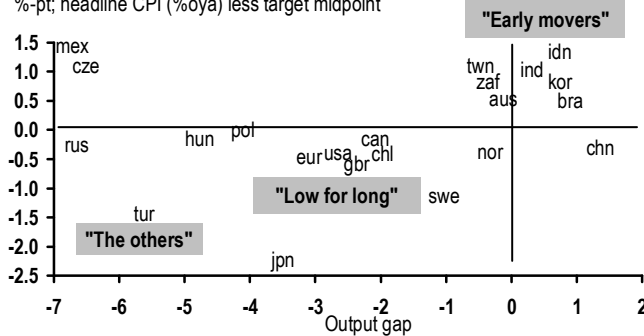 %-pt; headline CPI (%oya) less target midpoint
"Early movers"
1.5
mex
idn
1.0
cze
twn
ind
zaf
kor
0.5
aus
bra
0.0
pol
rus
hun
can
nor
chn
-0.5
eur
usa
gbr
chl
-1.0
"Low for long"
swe
-1.5
tur
"The others"
-2.0
jpn
-2.5
-7 -6 -5 -4 -3 -2 -1 0 1 2
Output gap